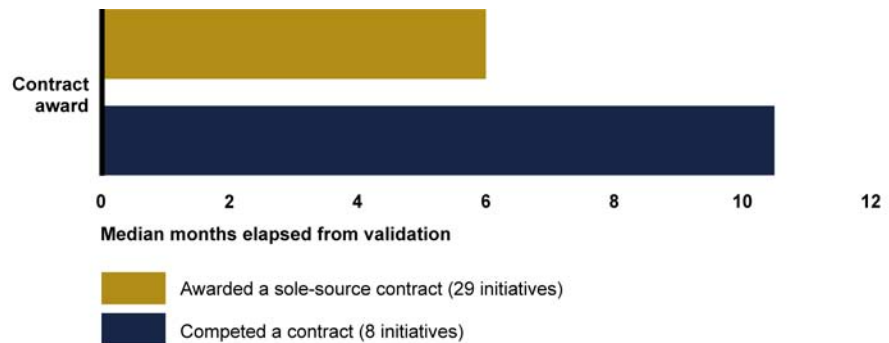 Contract
award
0 2 4 6 8 10 12
Median months elapsed from validation
Awarded a sole-source contract (29 initiatives)
Competed a contract (8 initiatives)